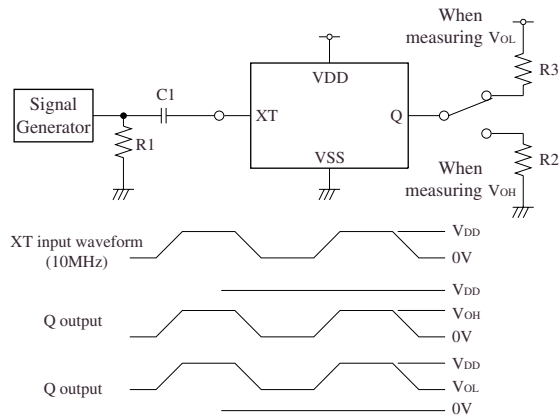 When
measuring VOL
R3
VDD
C1
Signal
Generator
XT
Q
R1
VSS
R2
When
measuring VOH
XT input waveform
(10MHz)
VDD
0V
VDD
Q output
VOH
0V
VDD
Q output
VOL
0V